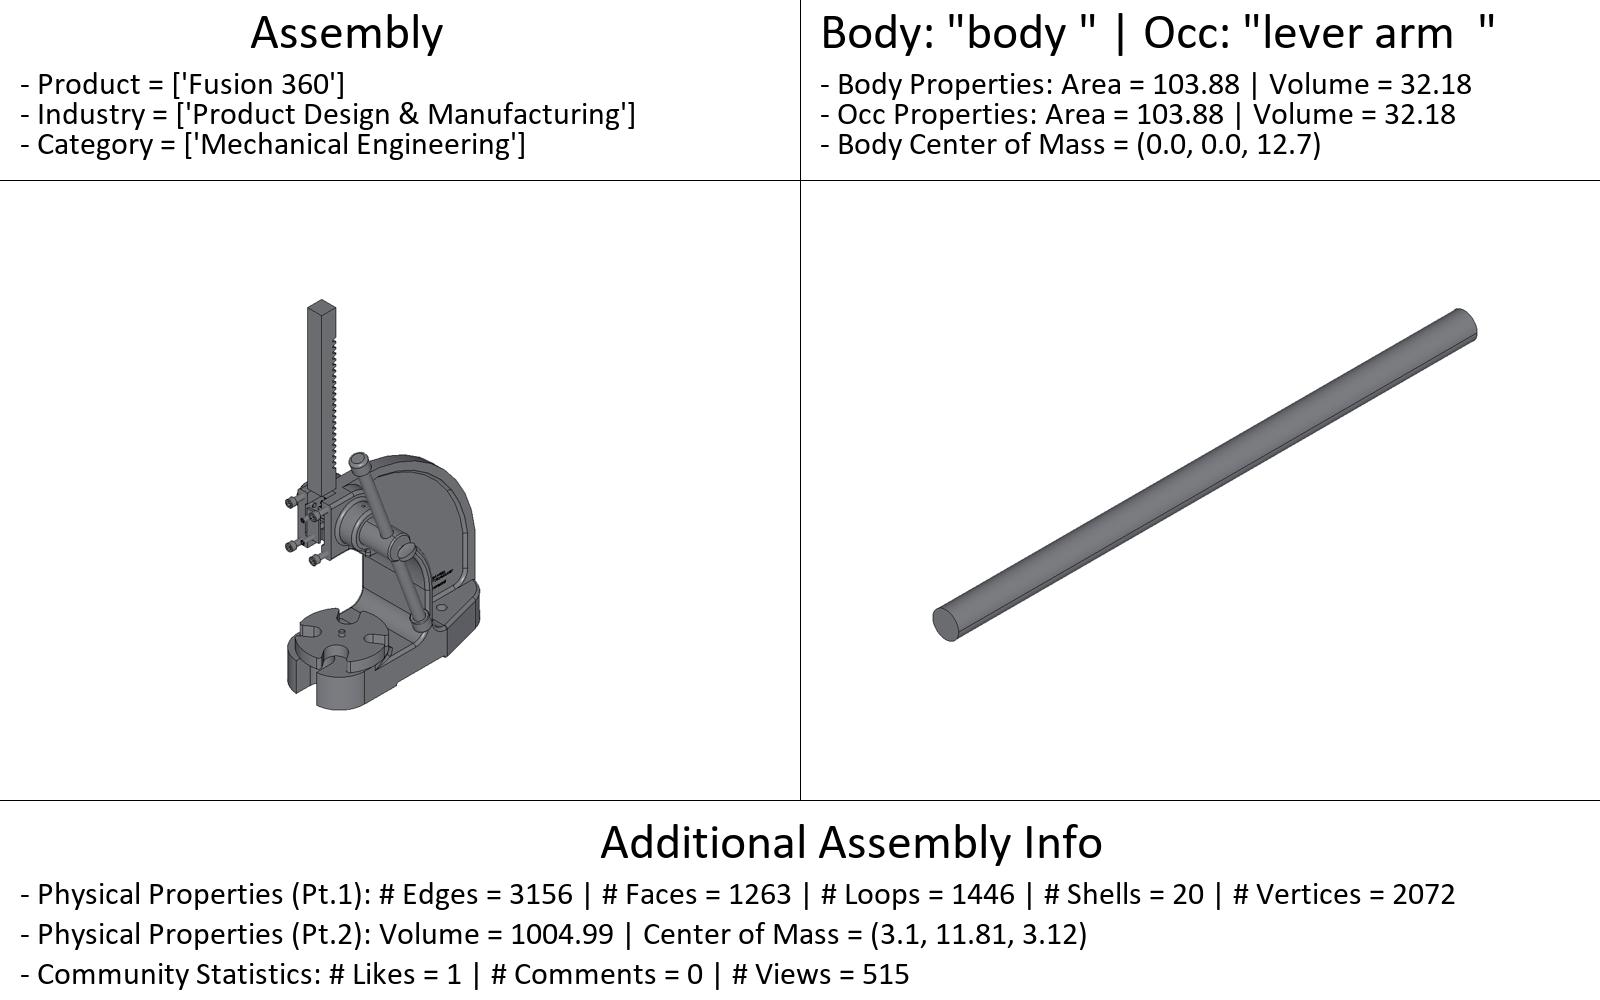 Assembly
- Product = ['Fusion 360']
- Industry = ['Product Design & Manufacturing']
- Category = ['Mechanical Engineering']
Body: "body " | Occ: "lever arm  "
- Body Properties: Area = 103.88 | Volume = 32.18
- Occ Properties: Area = 103.88 | Volume = 32.18
- Body Center of Mass = (0.0, 0.0, 12.7)
Additional Assembly Info
- Physical Properties (Pt.1): # Edges = 3156 | # Faces = 1263 | # Loops = 1446 | # Shells = 20 | # Vertices = 2072
- Physical Properties (Pt.2): Volume = 1004.99 | Center of Mass = (3.1, 11.81, 3.12)
- Community Statistics: # Likes = 1 | # Comments = 0 | # Views = 515